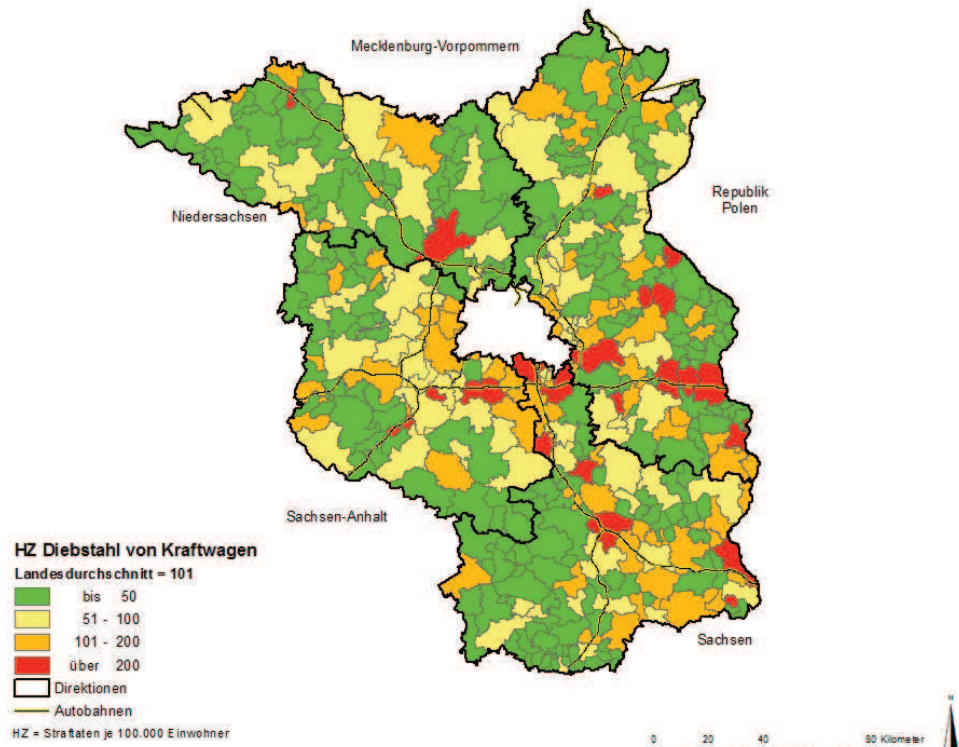 Mecklenburg-Vorpommern
Republik
Polen
Niedersachsen
Sachsen-Anhalt
Sachsen
HZ Diebstahl von Kraftwagen
Landesdurchschnitt = 101
bis 50
51 - 100
101 - 200
über 200
Direktionen
Autobahnen
HZ = Straftaten je 100.000 Einwohner
0 20 40 80 Kilometer
N